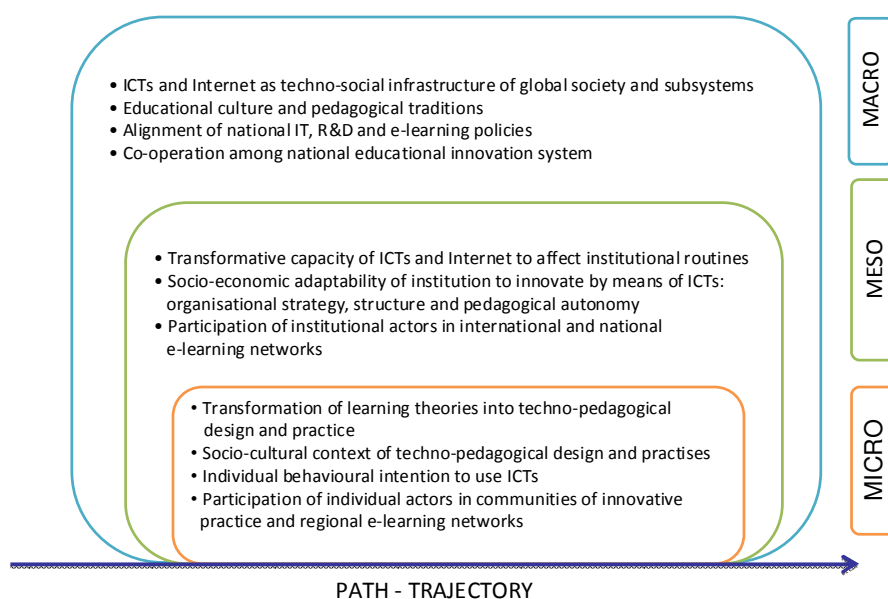 • ICTs and Internet as techno-social infrastructure of global society and subsystems
• Educational culture and pedagogical traditions
• Alignment of national IT, R&D and e-learning policies
• Co-operation among national educational innovation system
MACRO
• Transformative capacity of ICTs and Internet to affect institutional routines
• Socio-economic adaptability of institution to innovate by means of ICTs:
organisational strategy, structure and pedagogical autonomy
• Participation of institutional actors in international and national
e-learning networks
MESO
• Transformation of learning theories into techno-pedagogical
design and practice
• Socio-cultural context of techno-pedagogical design and practises
• Individual behavioural intention to use ICTs
• Participation of individual actors in communities of innovative
practice and regional e-learning networks
MICRO
PATH - TRAJECTORY